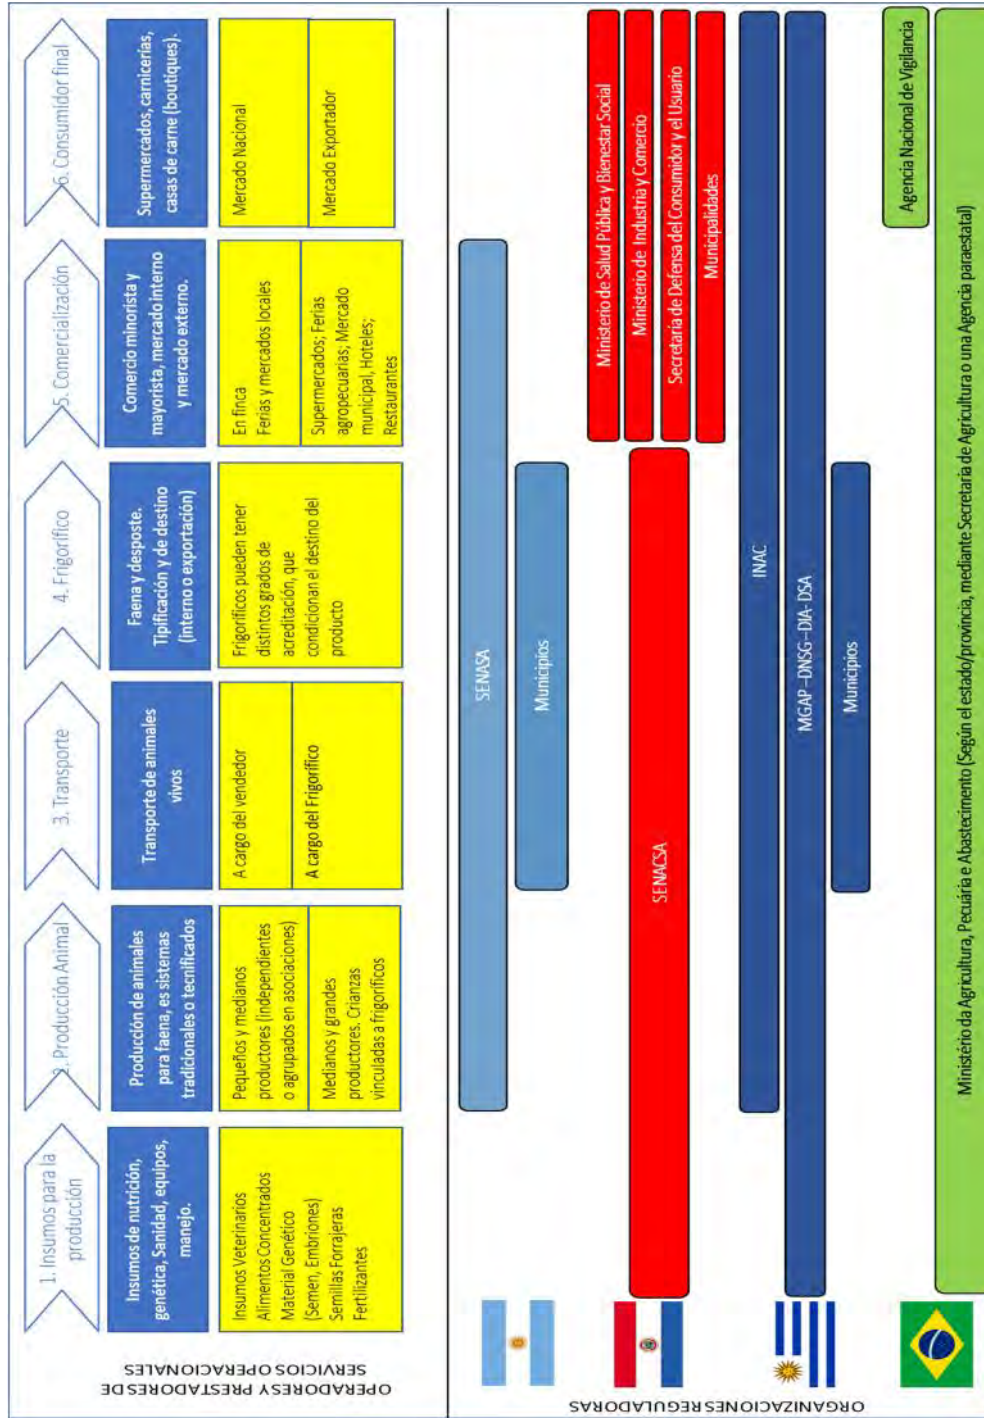 1. Insumos para la
producción
2. Producción Animal
3. Transporte
4. Frigorífico
5. Comercialización
6. Consumidor final
OPERADORES Y PRESTADORES DE
SERVICIOS OPERACIONALES
Insumos de nutrición,
genética, Sanidad, equipos,
manejo.
Producción de animales
para faena, es sistemas
tradicionales o tecnificados
Transporte de animales
vivos
Faena y desposte.
Tipificación y de destino
(interno o exportación)
Comercio minorista y
mayorista, mercado interno
y mercado externo.
Supermercados, carnicerías,
casas de carne (boutiques).
Insumos Veterinarios
Alimentos Concentrados
Material Genético
(Semen, Embriones)
Semillas Forrajeras
Fertilizantes
Pequeños y medianos
productores (independientes
o agrupados en asociaciones)
Medianos y grandes
productores. Crianzas
vinculadas a frigoríficos
A cargo del vendedor
A cargo del Frigorífico
Frigoríficos pueden tener
distintos grados de
acreditación, que
condicionan el destino del
producto
En finca
Ferias y mercados locales
Supermercados; Ferias
agropecuarias; Mercado
municipal, Hoteles;
Restaurantes
Mercado Nacional
Mercado Exportador
ORGANIZACIONES REGULADORAS
SENASA
Municipios
SENACSA
Ministerio de Salud Pública y Bienestar Social
Ministerio de Industria y Comercio
Secretaría de Defensa del Consumidor y el Usuario
Municipalidades
INAC
MGAP –DNSG –DIA- DSA
Municipios
Agencia Nacional de Vigilancia
Ministério da Agricultura, Pecuária e Abastecimento (Según el estado/provincia, mediante Secretaría de Agricultura o una Agencia paraestatal)